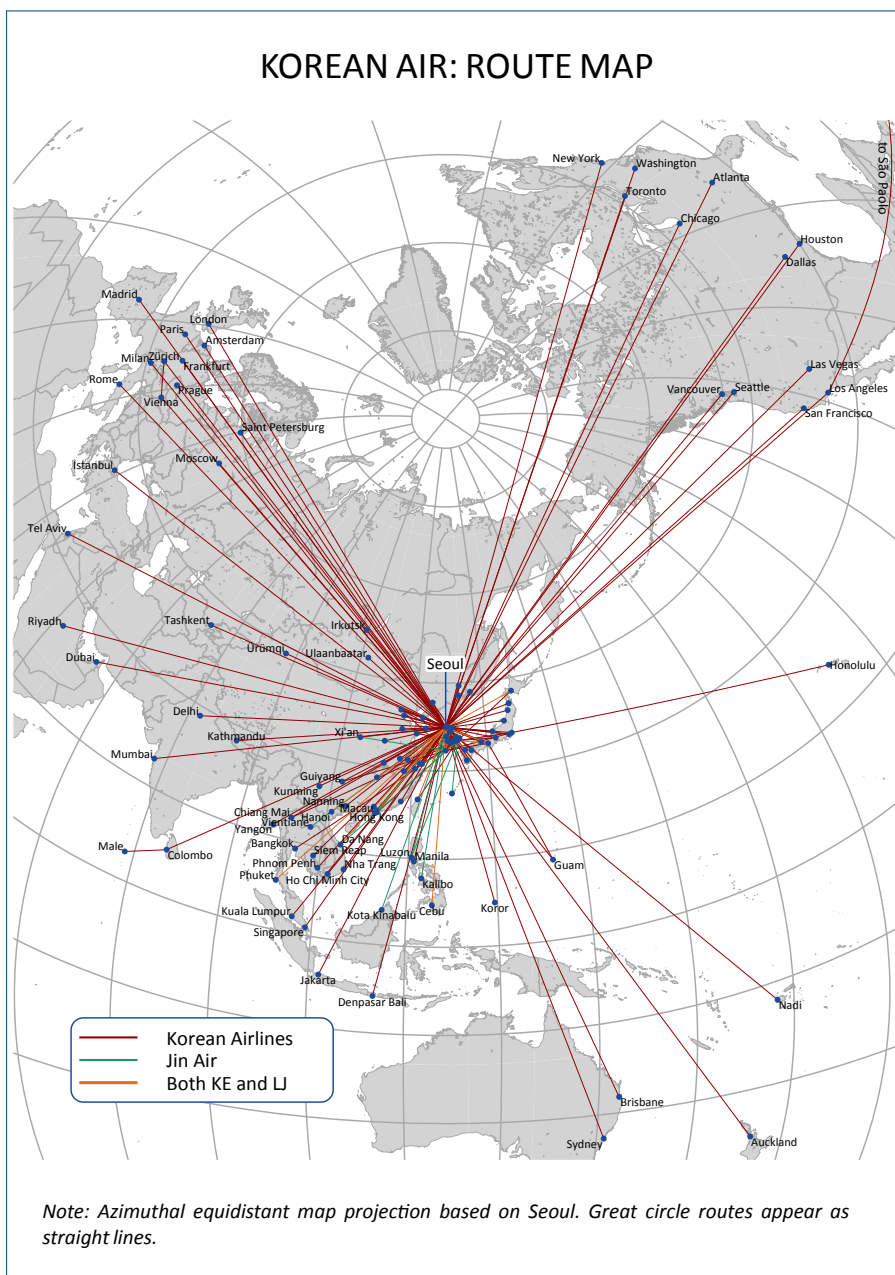 KOREAN AIR: ROUTE MAP
to são Paolo
New York
Washington
Atlanta
Toronto
Chicago
Houston
Dallas
Madrid
London
Paris
Amsterdam
Milan
Zürich
Frankfurt
Las Vegas
Rome
Prague
Vancouver
Seattle
Los Angeles
Vienna
San Francisco
Saint Petersburg
Moscow
İstanbul
Tel Aviv
Riyadh
Tashkent
Irkutsk
Ürümqi
Ulaanbaatar
Dubai
Seoul
Honolulu
Delhi
Kathmandu
Xi'an
Mumbai
Guiyang
Kunming
Nanning
Macau
Chiang Mai
Hanoi
Hong Kong
Vientiane
Yangon
Da Nang
Bangkok
Siem Reap
Luzon
Manila
Male
Colombo
Phnom Penh
Nha Trang
Guam
Phuket
Ho Chi Minh City
Kalibo
Kuala Lumpur
Kota Kinabalu
Cebu
Koror
Singapore
Jakarta
Denpasar Bali
Nadi
Korean Airlines
Jin Air
Both KE and LJ
Brisbane
Sydney
Auckland
Note: Azimuthal equidistant map projection based on Seoul. Great circle routes appear as
straight lines.